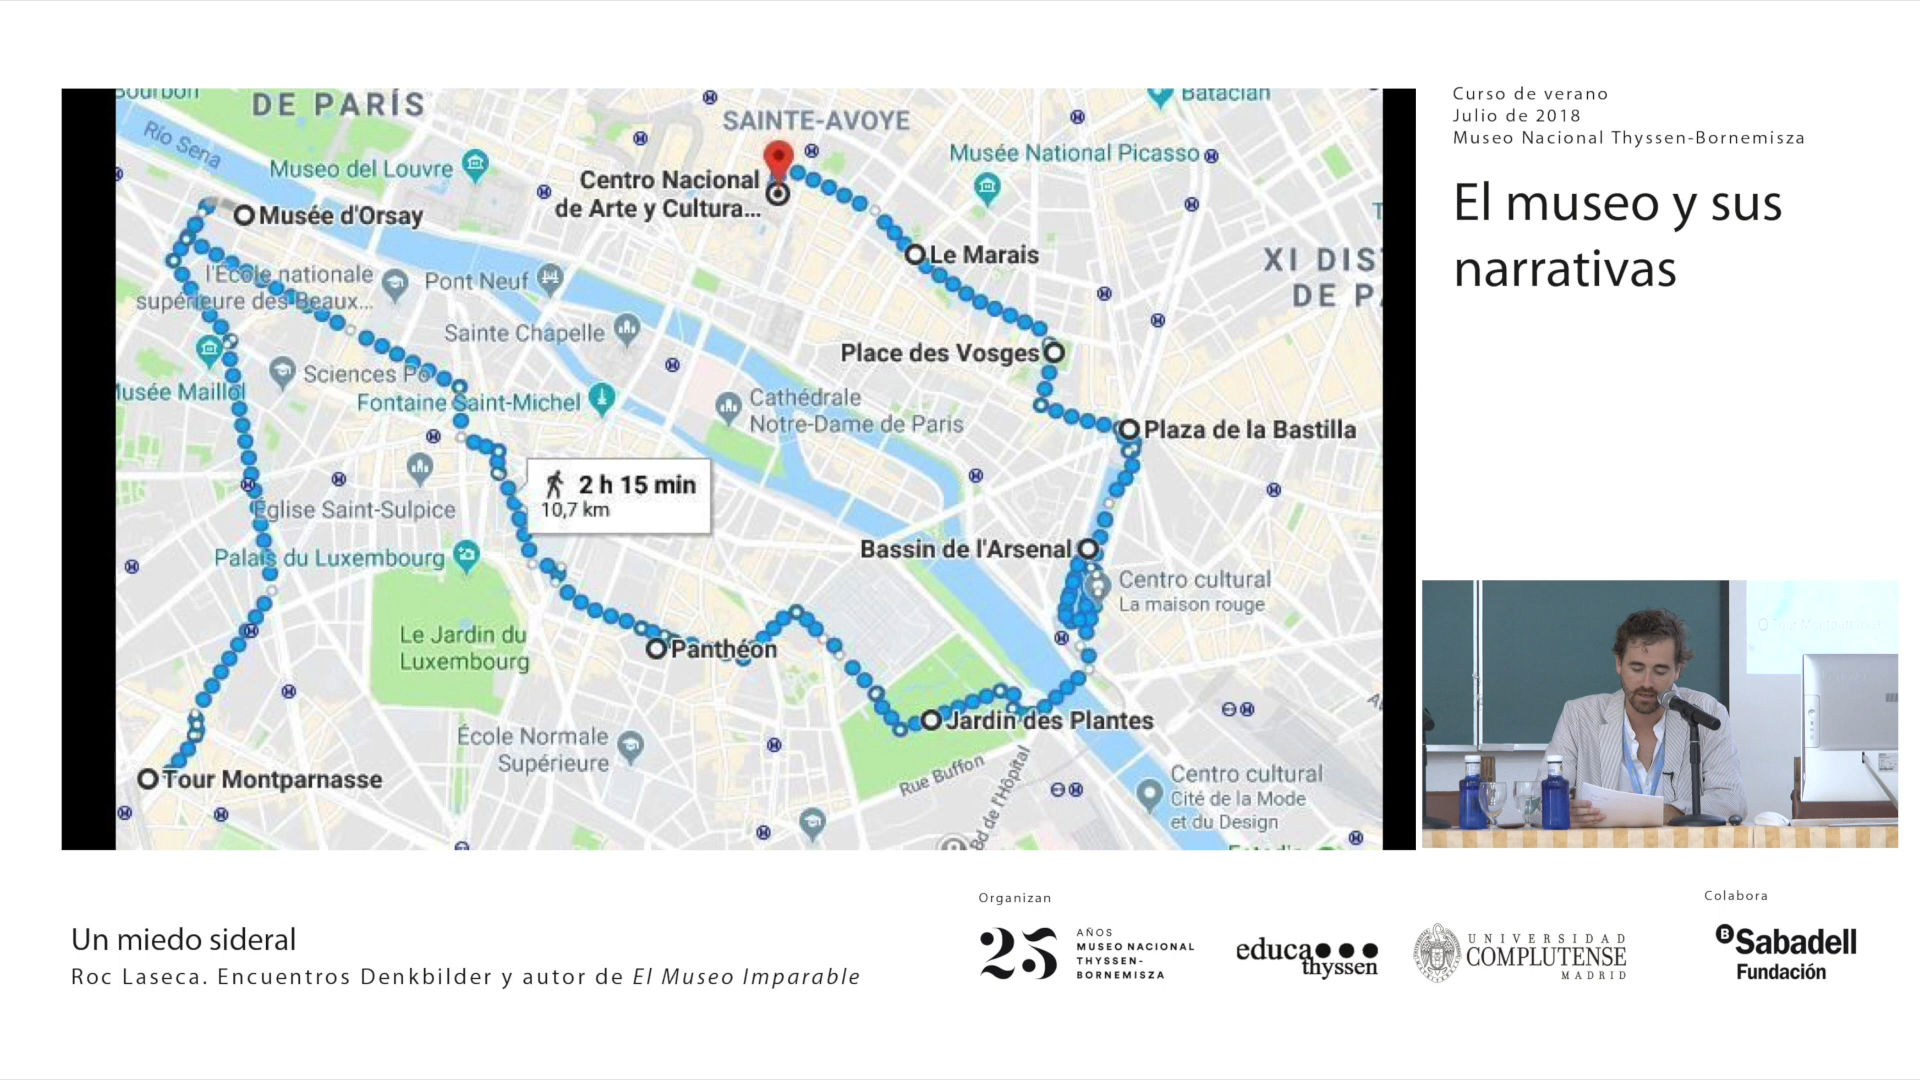 Bourbon
DE PARÍS
Río Sena
Museo del Louvre
SAINTE-AVOYE
Bataclan
Musée National Picasso
Centro Nacional
de Arte y Cultura...
Musée d'Orsay
Le Marais
XI DIS
DE PA
l'École nationale
supérieure des Beaux...
Pont Neuf
Sainte Chapelle
Place des Vosges
Sciences Po
Musée Maillol
Fontaine Saint-Michel
Cathédrale
Notre-Dame de Paris
Plaza de la Bastilla
2 h 15 min
10,7 km
Église Saint-Sulpice
Palais du Luxembourg
Bassin de l'Arsenal
Centro cultural
La maison rouge
Le Jardin du
Luxembourg
Panthéon
Jardin des Plantes
École Normale
Supérieure
Tour Montparnasse
Rue Buffon
Bd de l'Hôpital
Centro cultural
Cité de la Mode
et du Design
Curso de verano
Julio de 2018
Museo Nacional Thyssen-Bornemisza
El museo y sus
narrativas
Un miedo sideral
Roc Laseca. Encuentros Denkbilder y autor de El Museo Imparable
Organizan
25
AÑOS
MUSEO NACIONAL
THYSSEN-
BORNEMISZA
educa
thyssen
UNIVERSIDAD
COMPLUTENSE
MADRID
Colabora
B Sabadell
Fundación